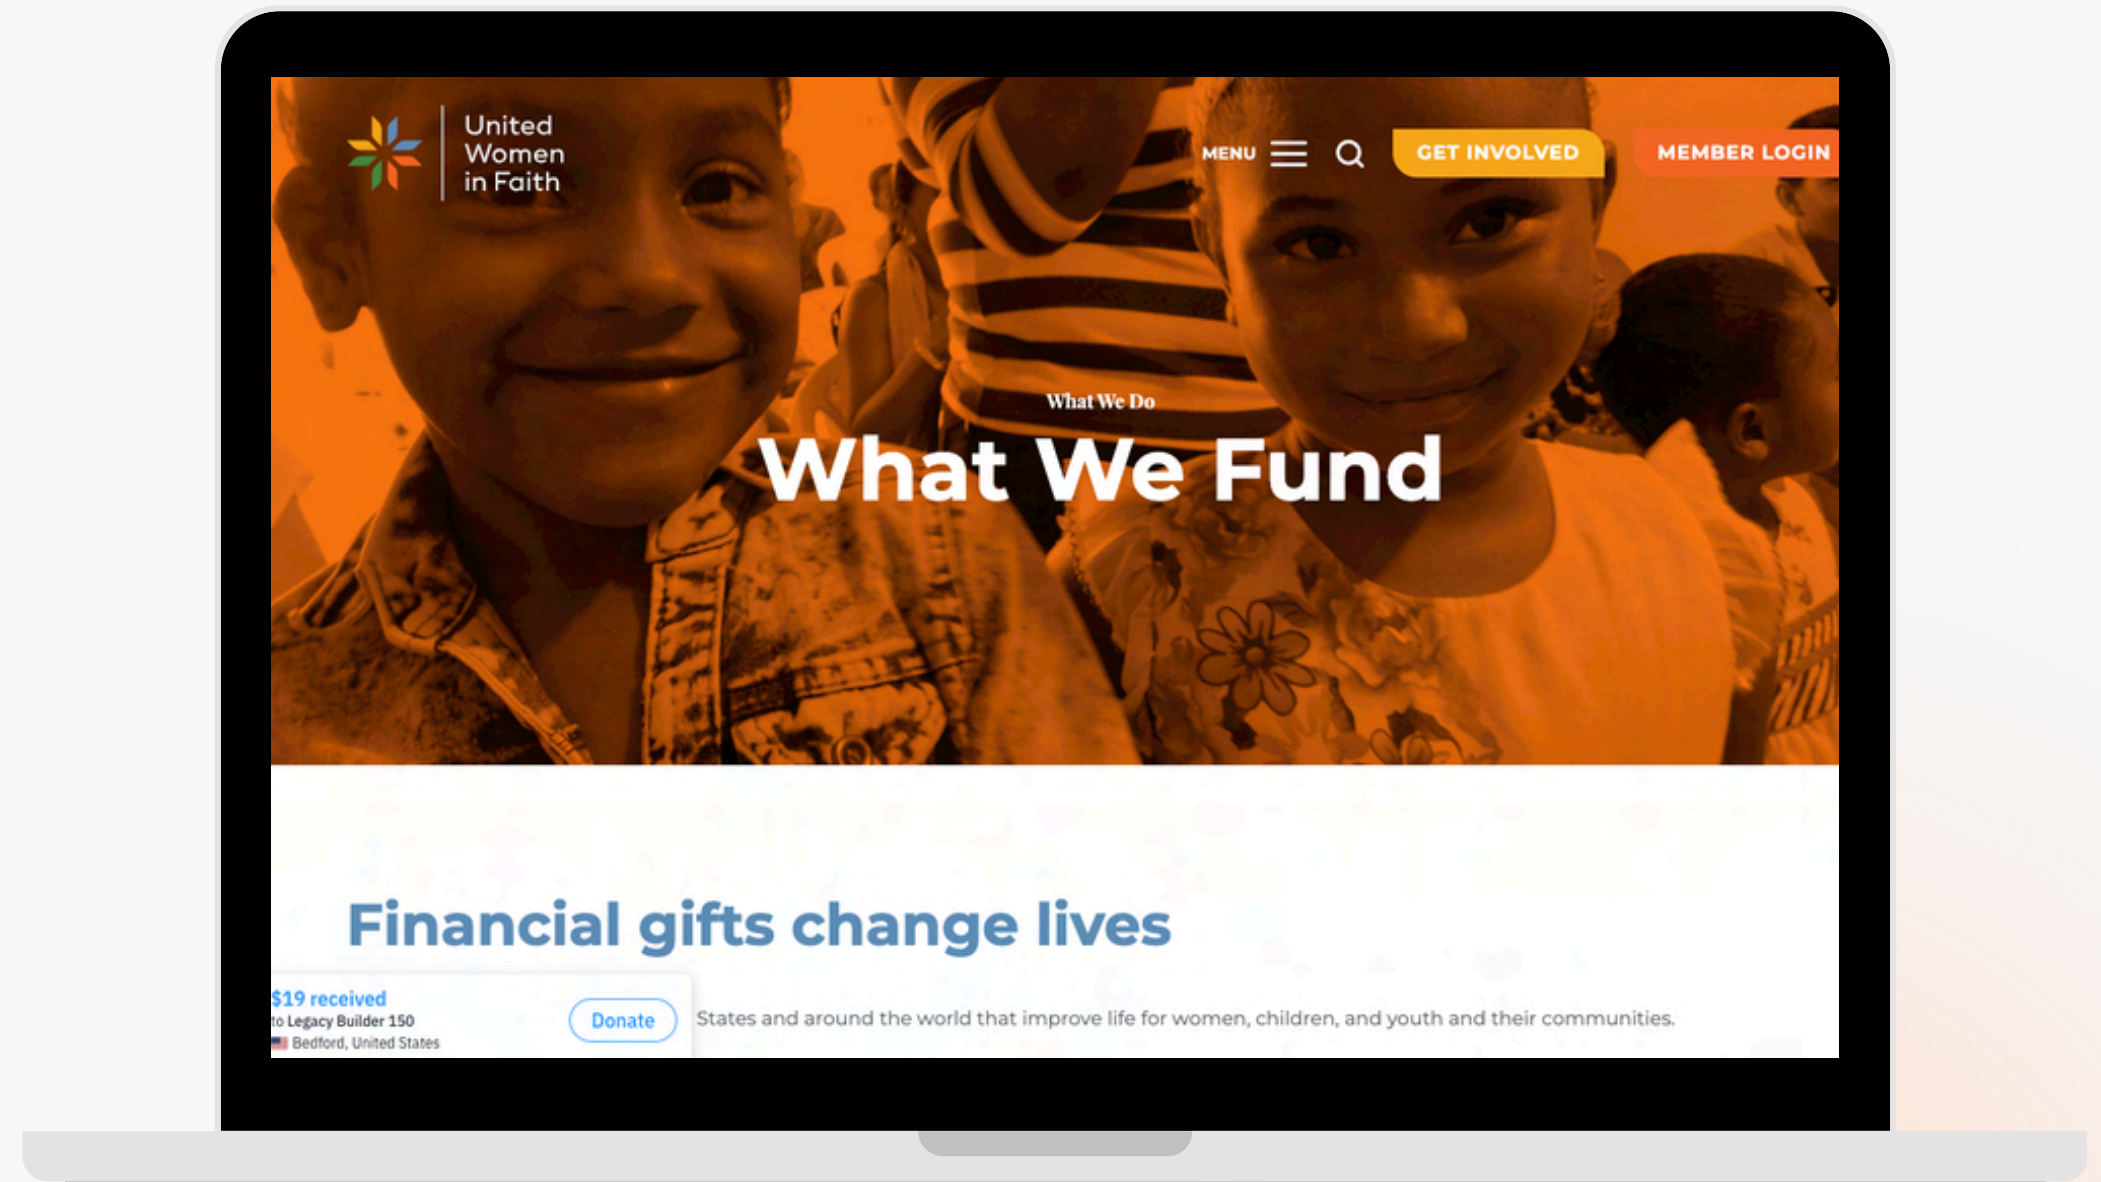 United
Women
in Faith
MENU
GET INVOLVED
MEMBER LOGIN
What We Do
What We Fund
Financial gifts change lives
$19 received
to Legacy Builder 150
Bedford, United States
Donate
States and around the world that improve life for women, children, and youth and their communities.